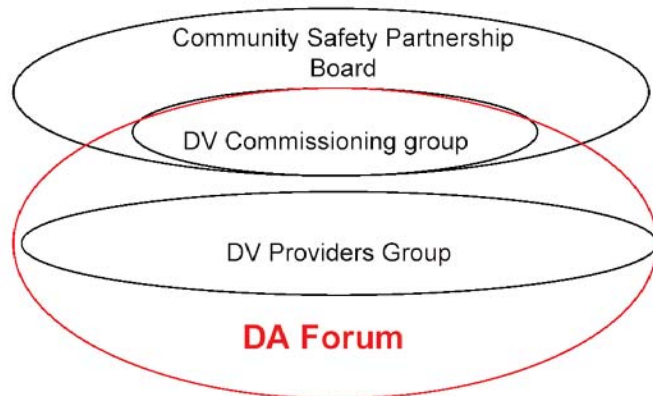 Community Safety Partnership
Board
DV Commissioning group
DV Providers Group
DA Forum